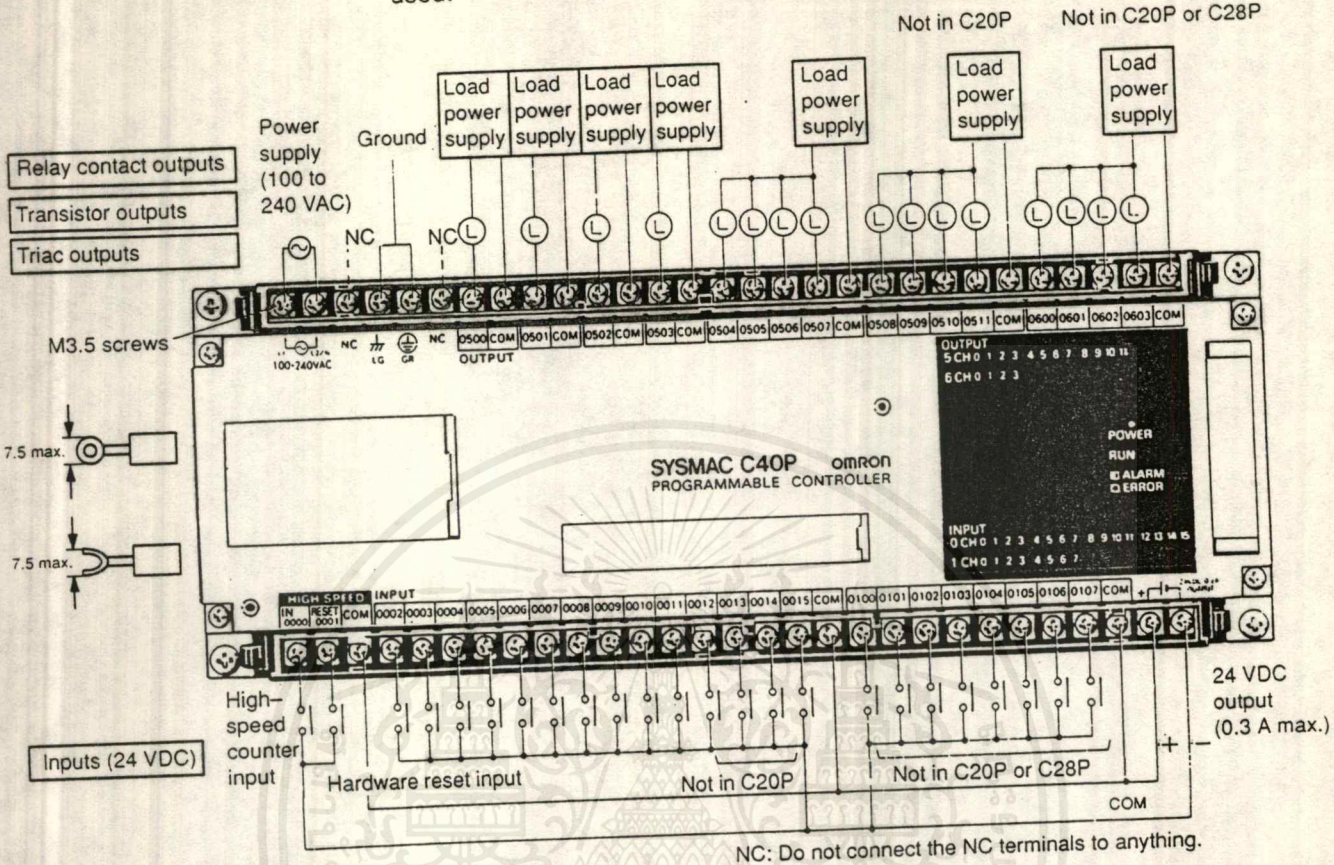 used.
Not in C20P
Not in C20P or C28P
Load power supply
Load power supply
Load power supply
Load power supply
Load power supply
Load power supply
Load power supply
Power supply (100 to 240 VAC)
Ground
Relay contact outputs
Transistor outputs
Triac outputs
NC
NC
L L L L L L L L L L L L L L L L
M3.5 screws
100-240VAC
NC
LG
GR
NC
0500 COM 0501 COM 0502 COM 0503 COM 0504 0505 0506 0507 COM 0508 0509 0510 0511 COM 0600 0601 0602 0603 COM
OUTPUT
OUTPUT
5CH 0 1 2 3 4 5 6 7 8 9 10 11
6CH 0 1 2 3
7.5 max.
POWER
RUN
ALARM
ERROR
SYSMAC C40P OMRON
PROGRAMMABLE CONTROLLER
7.5 max.
INPUT
0CH 0 1 2 3 4 5 6 7 8 9 10 11 12 13 14 15
1CH 0 1 2 3 4 5 6 7
HIGH SPEED INPUT
IN 0000 RESET 0001 COM 0002 0003 0004 0005 0006 0007 0008 0009 0010 0011 0012 0013 0014 0015 COM 0100 0101 0102 0103 0104 0105 0106 0107 COM +
High-speed counter input
24 VDC output (0.3 A max.)
+ −
Inputs (24 VDC)
Hardware reset input
Not in C20P
Not in C20P or C28P
COM
NC: Do not connect the NC terminals to anything.